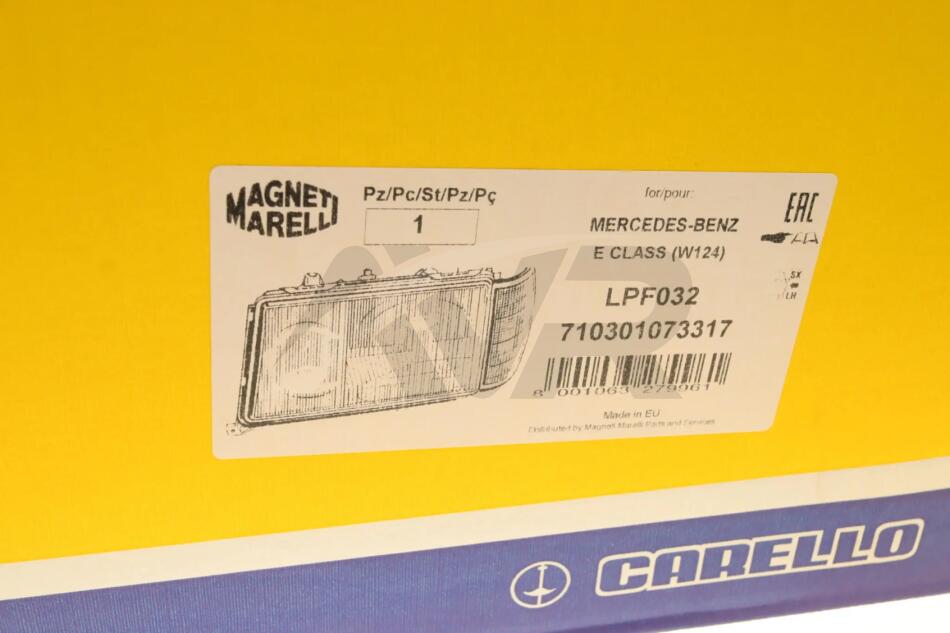 MAGNETI
MARELLI
Pz/Pc/St/Pz/Pç
1
for/pour:
MERCEDES-BENZ
E CLASS (W124)
LPF032
710301073317
8 001063 279961
Made in EU
Distributed by Magneti Marelli Parts and Services
EAC
SX
LH
CARELLO